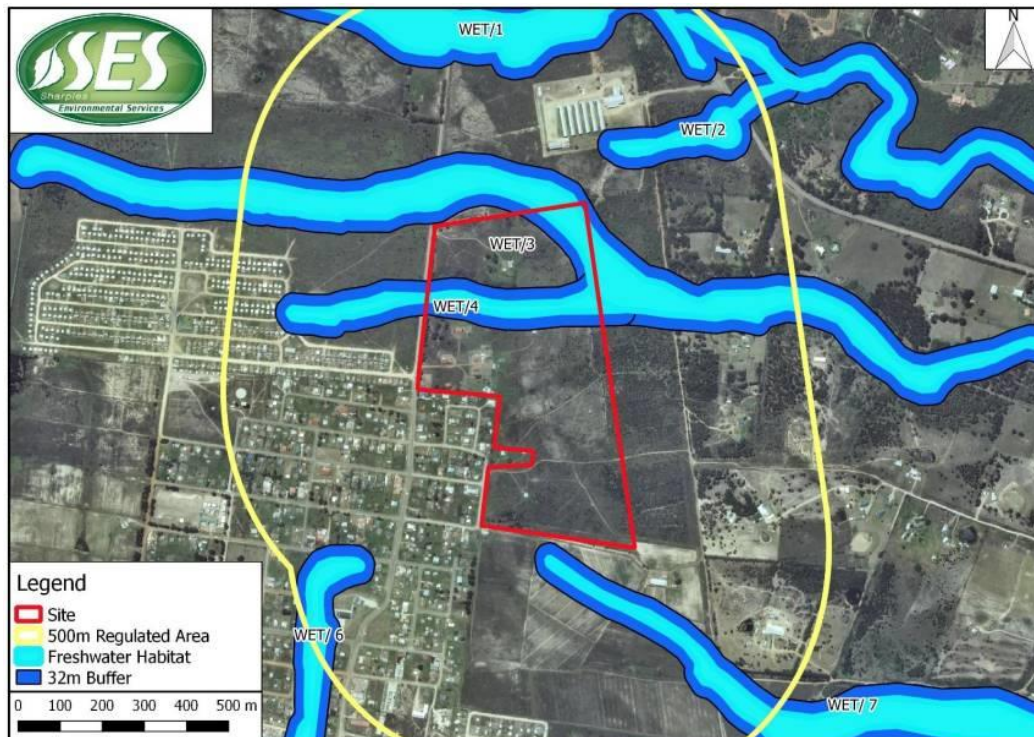 SES
Sharples
Environmental Services
N
WET/1
WET/2
WET/3
WET/4
WET/ 6
WET/ 7
Legend
Site
500m Regulated Area
Freshwater Habitat
32m Buffer
0 100 200 300 400 500 m